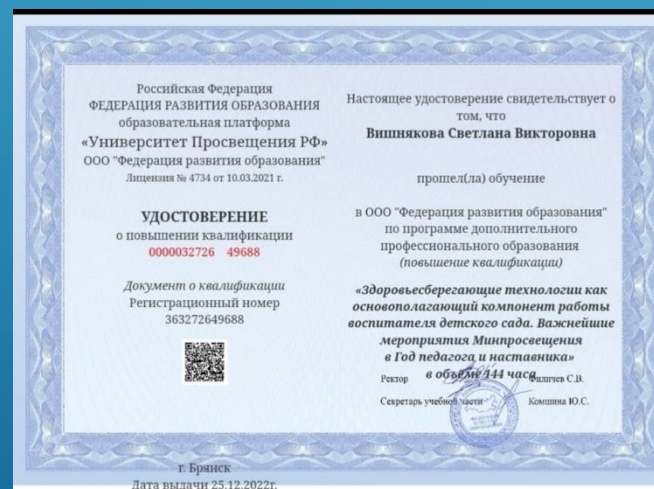 Российская Федерация
ФЕДЕРАЦИЯ РАЗВИТИЯ ОБРАЗОВАНИЯ
образовательная платформа
«Университет Просвещения РФ»
ООО "Федерация развития образования"
Лицензия № 4734 от 10.03.2021 г.
УДОСТОВЕРЕНИЕ
о повышении квалификации
0000032726 49688
Документ о квалификации
Регистрационный номер
363272649688
г. Брянск
Дата выдачи 25.12.2022г.
Настоящее удостоверение свидетельствует о
том, что
Вишнякова Светлана Викторовна
прошел(ла) обучение
в ООО "Федерация развития образования"
по программе дополнительного
профессионального образования
(повышение квалификации)
«Здоровьесберегающие технологии как
основополагающий компонент работы
воспитателя детского сада. Важнейшие
мероприятия Минпросвещения
в Год педагога и наставника»
в объёме 144 часа
Ректор Филичев С.В.
Секретарь учебной части Комшина Ю.С.